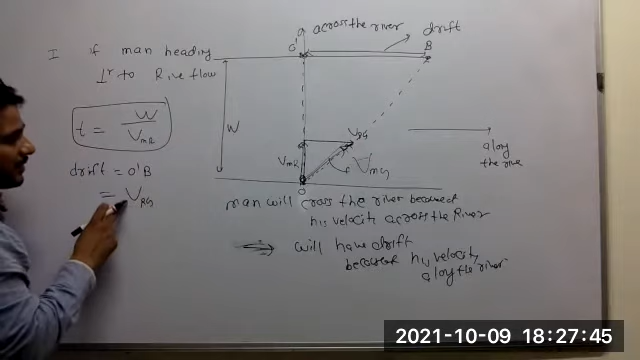 I if man heading
⊥r to River flow
t = W / VmR
drift = O'B
= VRG
across the river
drift
O'
B
W
VmR
VRG
VmG
O
along
the rive
man will cross the river because of
his velocity across the River
⇒ will have drift
because his velocity
along the river
2021-10-09 18:27:45